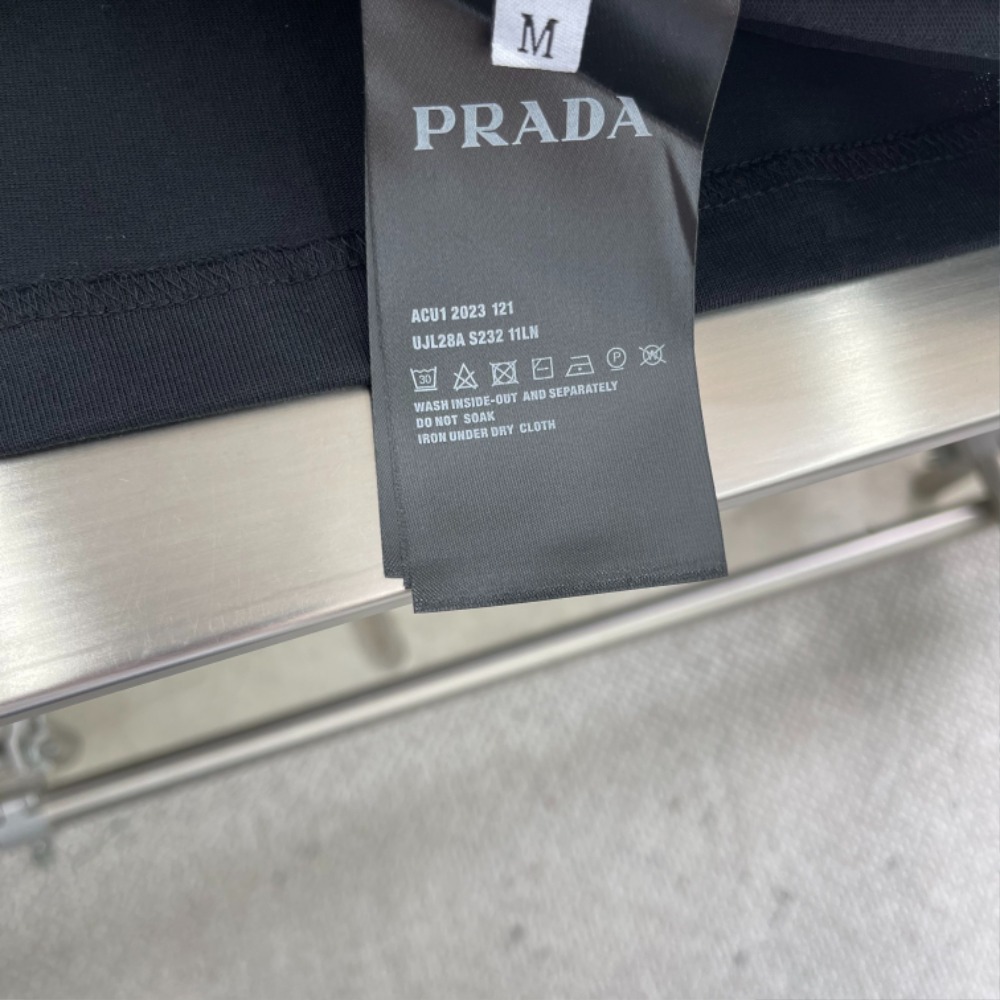 M
PRADA
ACU1 2023 121
UJL28A S232 11LN
30 P W
WASH INSIDE-OUT AND SEPARATELY
DO NOT SOAK
IRON UNDER DRY CLOTH